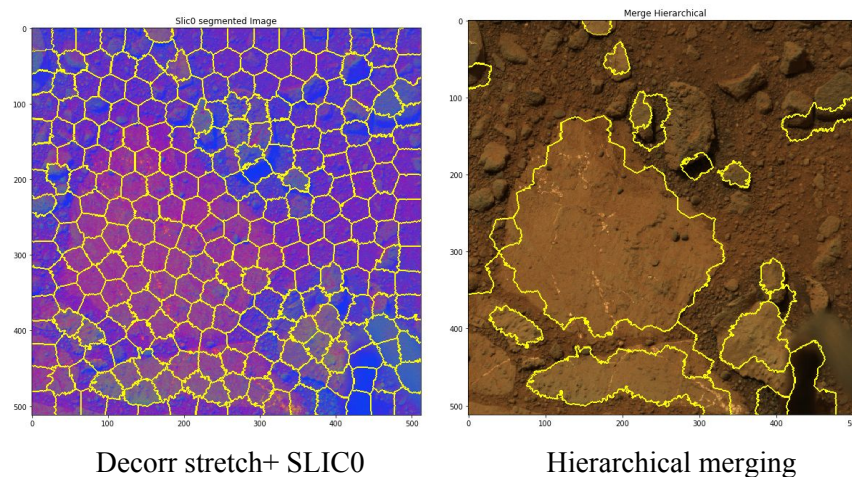 Slic0 segmented Image
Merge Hierarchical
0
100
200
300
400
500
0 100 200 300 400 500
0
100
200
300
400
500
0 100 200 300 400
Decorr stretch+ SLIC0
Hierarchical merging